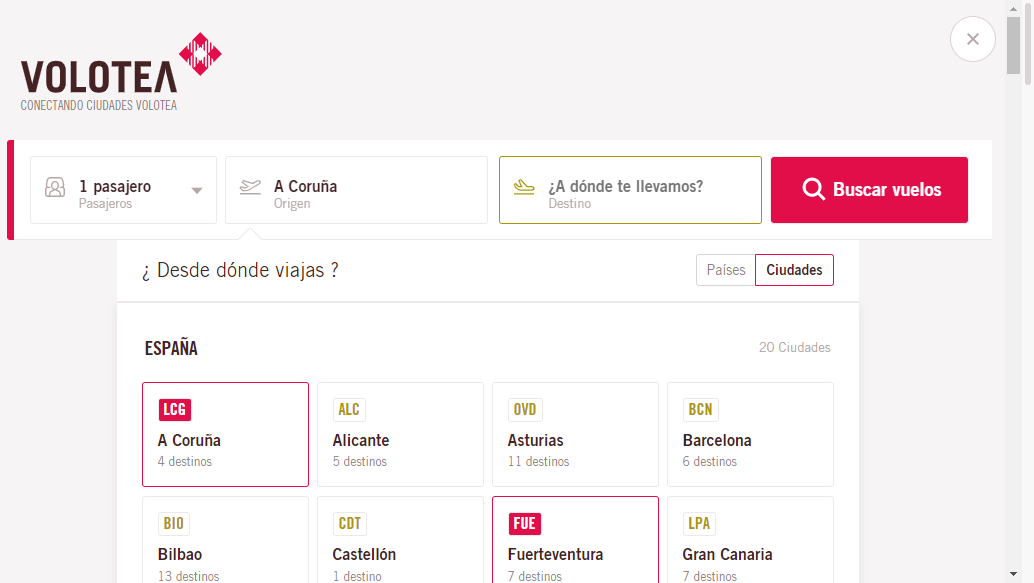 VOLOTEA
CONECTANDO CIUDADES VOLOTEA
1 pasajero
Pasajeros
A Coruña
Origen
¿A dónde te llevamos?
Destino
Buscar vuelos
¿ Desde dónde viajas ?
Países
Ciudades
ESPAÑA
20 Ciudades
LCG
A Coruña
4 destinos
ALC
Alicante
5 destinos
OVD
Asturias
11 destinos
BCN
Barcelona
6 destinos
BIO
Bilbao
13 destinos
CDT
Castellón
1 destino
FUE
Fuerteventura
7 destinos
LPA
Gran Canaria
7 destinos